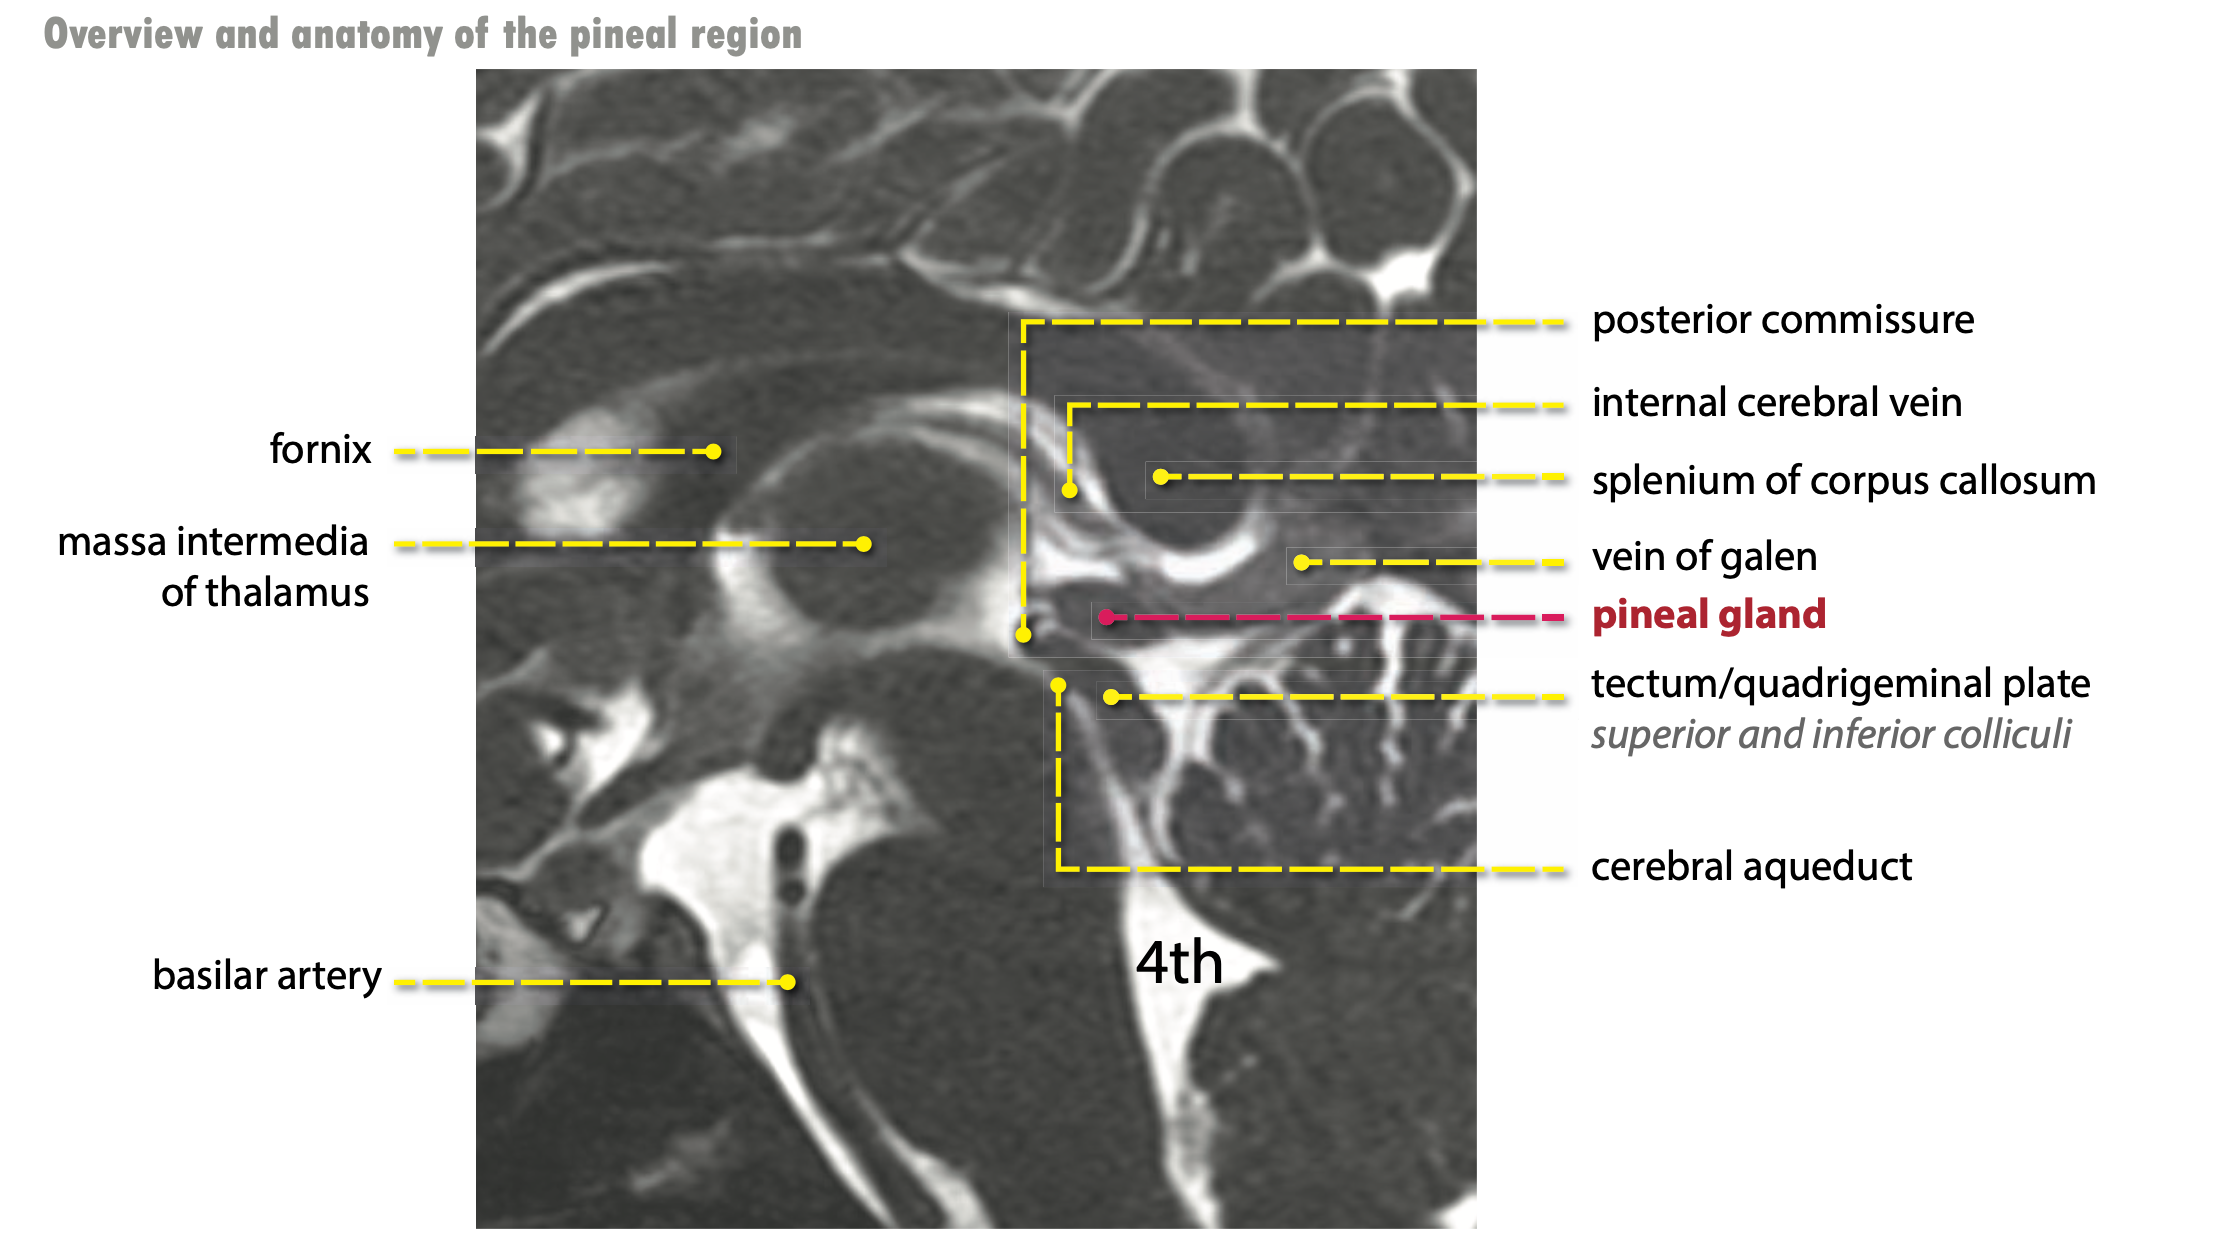 Overview and anatomy of the pineal region
posterior commissure
internal cerebral vein
fornix
splenium of corpus callosum
massa intermedia
of thalamus
vein of galen
pineal gland
tectum/quadrigeminal plate
superior and inferior colliculi
cerebral aqueduct
4th
basilar artery